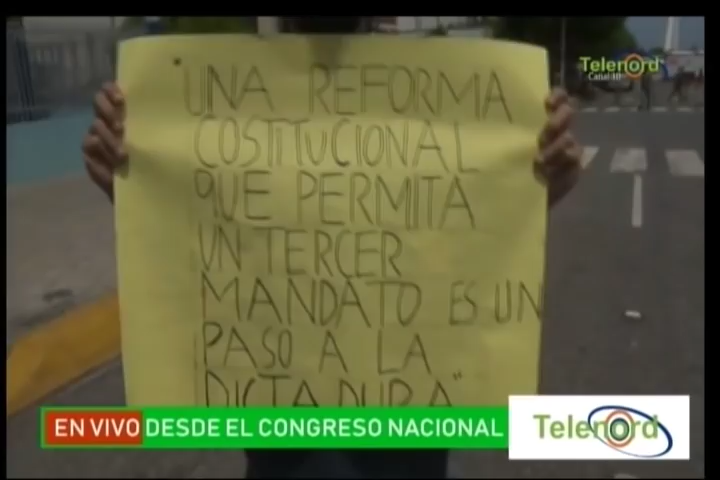 Telenord
Canal 10
"UNA REFORMA
COSTITUCIONAL
QUE PERMITA
UN TERCER
MANDATO ES UN
PASO A LA
DICTADURA"
EN VIVO DESDE EL CONGRESO NACIONAL
Telenord